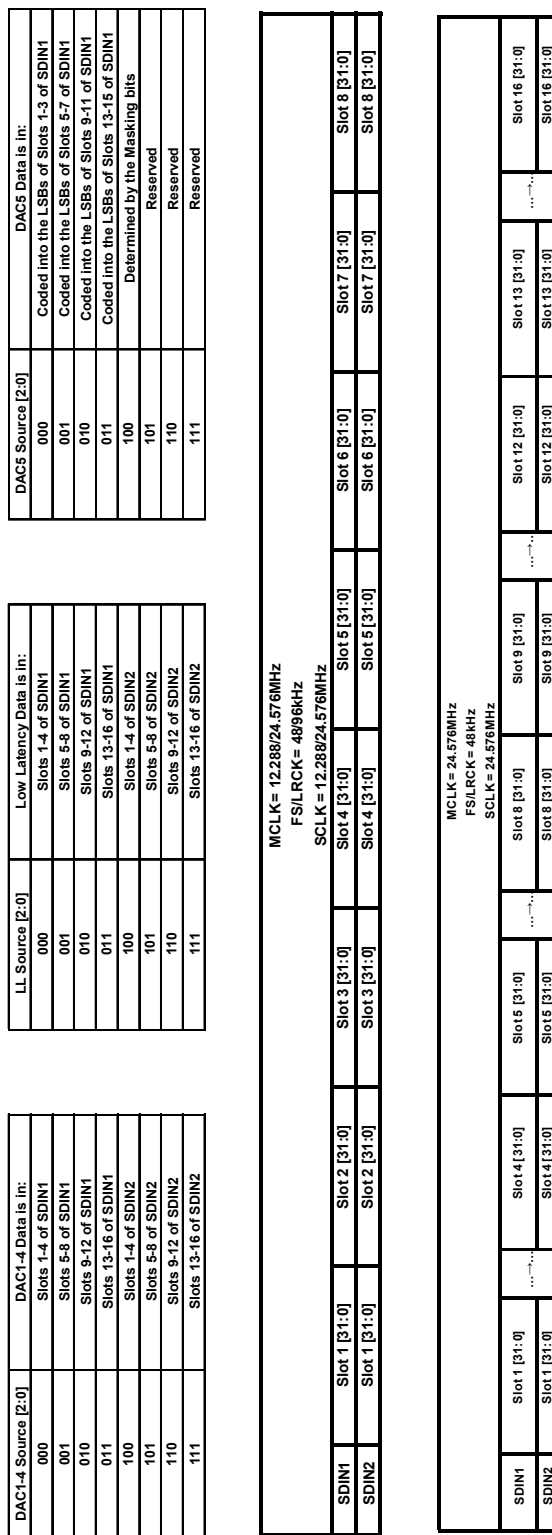 DAC1-4 Source [2:0] DAC1-4 Data is in:
000 Slots 1-4 of SDIN1
001 Slots 5-8 of SDIN1
010 Slots 9-12 of SDIN1
011 Slots 13-16 of SDIN1
100 Slots 1-4 of SDIN2
101 Slots 5-8 of SDIN2
110 Slots 9-12 of SDIN2
111 Slots 13-16 of SDIN2
LL Source [2:0] Low Latency Data is in:
000 Slots 1-4 of SDIN1
001 Slots 5-8 of SDIN1
010 Slots 9-12 of SDIN1
011 Slots 13-16 of SDIN1
100 Slots 1-4 of SDIN2
101 Slots 5-8 of SDIN2
110 Slots 9-12 of SDIN2
111 Slots 13-16 of SDIN2
DAC5 Source [2:0] DAC5 Data is in:
000 Coded into the LSBs of Slots 1-3 of SDIN1
001 Coded into the LSBs of Slots 5-7 of SDIN1
010 Coded into the LSBs of Slots 9-11 of SDIN1
011 Coded into the LSBs of Slots 13-15 of SDIN1
100 Determined by the Masking bits
101 Reserved
110 Reserved
111 Reserved
MCLK = 12.288/24.576MHz
FS/LRCK = 48/96kHz
SCLK = 12.288/24.576MHz
SDIN1 Slot 1 [31:0] Slot 2 [31:0] Slot 3 [31:0] Slot 4 [31:0] Slot 5 [31:0] Slot 6 [31:0] Slot 7 [31:0] Slot 8 [31:0]
SDIN2 Slot 1 [31:0] Slot 2 [31:0] Slot 3 [31:0] Slot 4 [31:0] Slot 5 [31:0] Slot 6 [31:0] Slot 7 [31:0] Slot 8 [31:0]
MCLK = 24.576MHz
FS/LRCK = 48kHz
SCLK = 24.576MHz
SDIN1 Slot 1 [31:0] ...→... Slot 4 [31:0] Slot 5 [31:0] ...→... Slot 8 [31:0] Slot 9 [31:0] ...→... Slot 12 [31:0] Slot 13 [31:0] ...→... Slot 16 [31:0]
SDIN2 Slot 1 [31:0] Slot 4 [31:0] Slot 5 [31:0] Slot 8 [31:0] Slot 9 [31:0] Slot 12 [31:0] Slot 13 [31:0] Slot 16 [31:0]